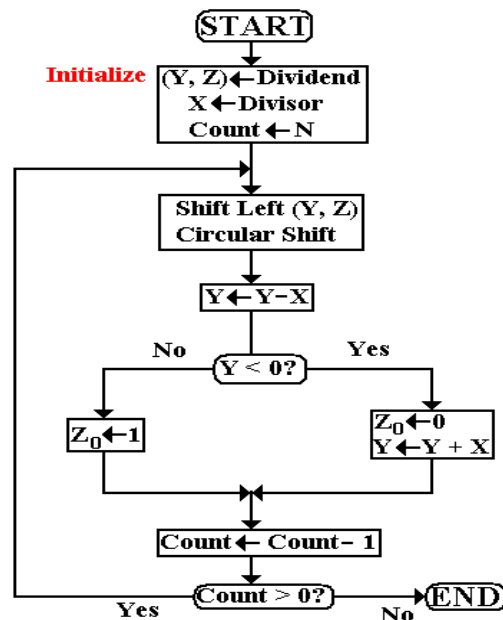 START
Initialize
(Y, Z)←Dividend
X←Divisor
Count←N
Shift Left (Y, Z)
Circular Shift
Y←Y-X
No
Y < 0?
Yes
Z₀←1
Z₀←0
Y←Y + X
Count← Count- 1
Yes
Count > 0?
No
END